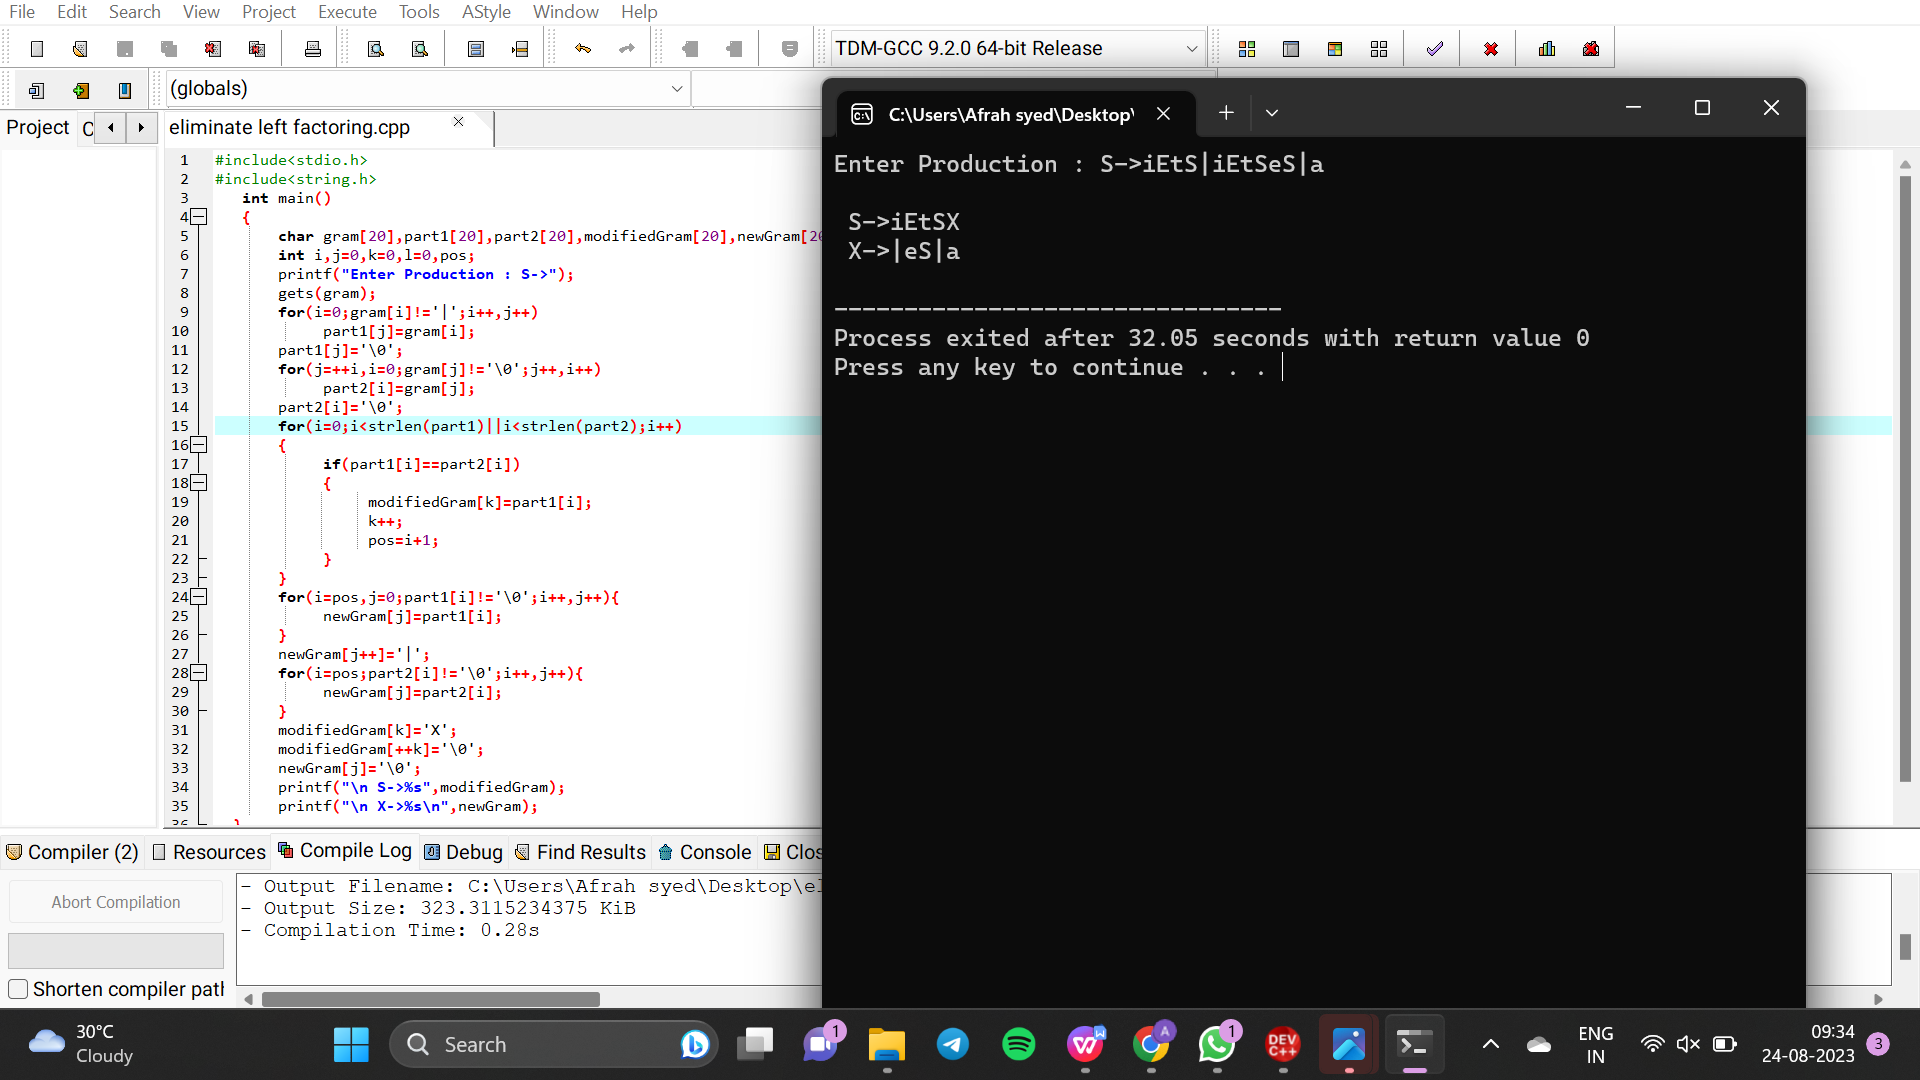 File Edit Search View Project Execute Tools AStyle Window Help
TDM-GCC 9.2.0 64-bit Release
(globals)
Project
eliminate left factoring.cpp
1 #include<stdio.h>
2 #include<string.h>
3 int main()
4 {
5 char gram[20],part1[20],part2[20],modifiedGram[20],newGram[20
6 int i,j=0,k=0,l=0,pos;
7 printf("Enter Production : S->");
8 gets(gram);
9 for(i=0;gram[i]!='|';i++,j++)
10 part1[j]=gram[i];
11 part1[j]='\0';
12 for(j=++i,i=0;gram[j]!='\0';j++,i++)
13 part2[i]=gram[j];
14 part2[i]='\0';
15 for(i=0;i<strlen(part1)||i<strlen(part2);i++)
16 {
17 if(part1[i]==part2[i])
18 {
19 modifiedGram[k]=part1[i];
20 k++;
21 pos=i+1;
22 }
23 }
24 for(i=pos,j=0;part1[i]!='\0';i++,j++){
25 newGram[j]=part1[i];
26 }
27 newGram[j++]='|';
28 for(i=pos;part2[i]!='\0';i++,j++){
29 newGram[j]=part2[i];
30 }
31 modifiedGram[k]='X';
32 modifiedGram[++k]='\0';
33 newGram[j]='\0';
34 printf("\n S->%s",modifiedGram);
35 printf("\n X->%s\n",newGram);
36 }
C:\Users\Afrah syed\Desktop\
Enter Production : S->iEtS|iEtSeS|a
S->iEtSX
X->|eS|a
--------------------------------
Process exited after 32.05 seconds with return value 0
Press any key to continue . . .
Compiler (2) Resources Compile Log Debug Find Results Console Clos
Abort Compilation
Shorten compiler path
- Output Filename: C:\Users\Afrah syed\Desktop\el
- Output Size: 323.3115234375 KiB
- Compilation Time: 0.28s
30°C
Cloudy
Search
1
W
A
1
DEV
C++
ENG
IN
09:34
24-08-2023
3